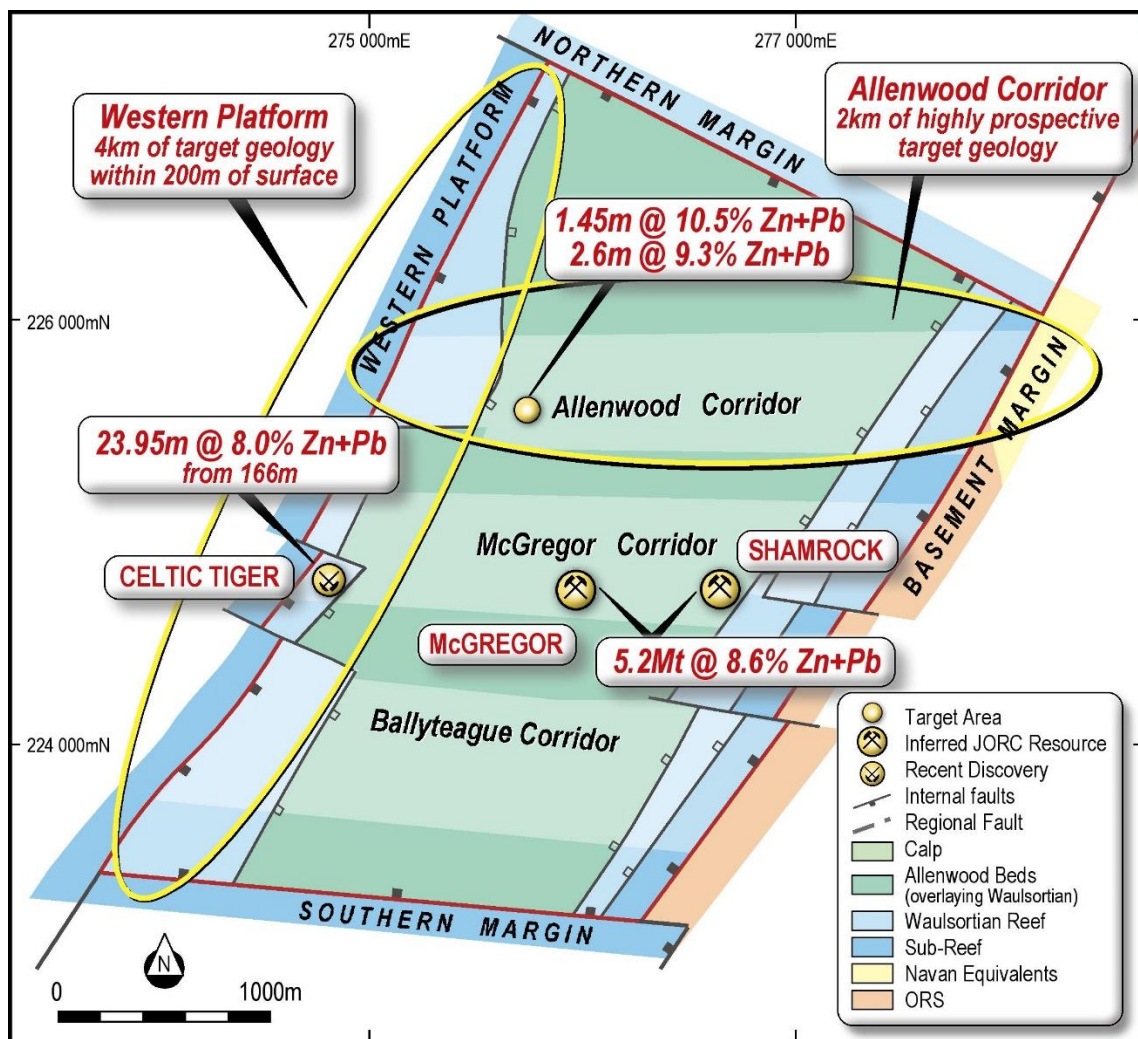 275 000mE
277 000mE
NORTHERN MARGIN
Western Platform
4km of target geology
within 200m of surface
Allenwood Corridor
2km of highly prospective
target geology
WESTERN PLATFORM
1.45m @ 10.5% Zn+Pb
2.6m @ 9.3% Zn+Pb
226 000mN
Allenwood Corridor
BASEMENT MARGIN
23.95m @ 8.0% Zn+Pb
from 166m
McGregor Corridor
SHAMROCK
CELTIC TIGER
McGREGOR
5.2Mt @ 8.6% Zn+Pb
Ballyteague Corridor
224 000mN
SOUTHERN MARGIN
N
0 1000m
Target Area
Inferred JORC Resource
Recent Discovery
Internal faults
Regional Fault
Calp
Allenwood Beds
(overlaying Waulsortian)
Waulsortian Reef
Sub-Reef
Navan Equivalents
ORS